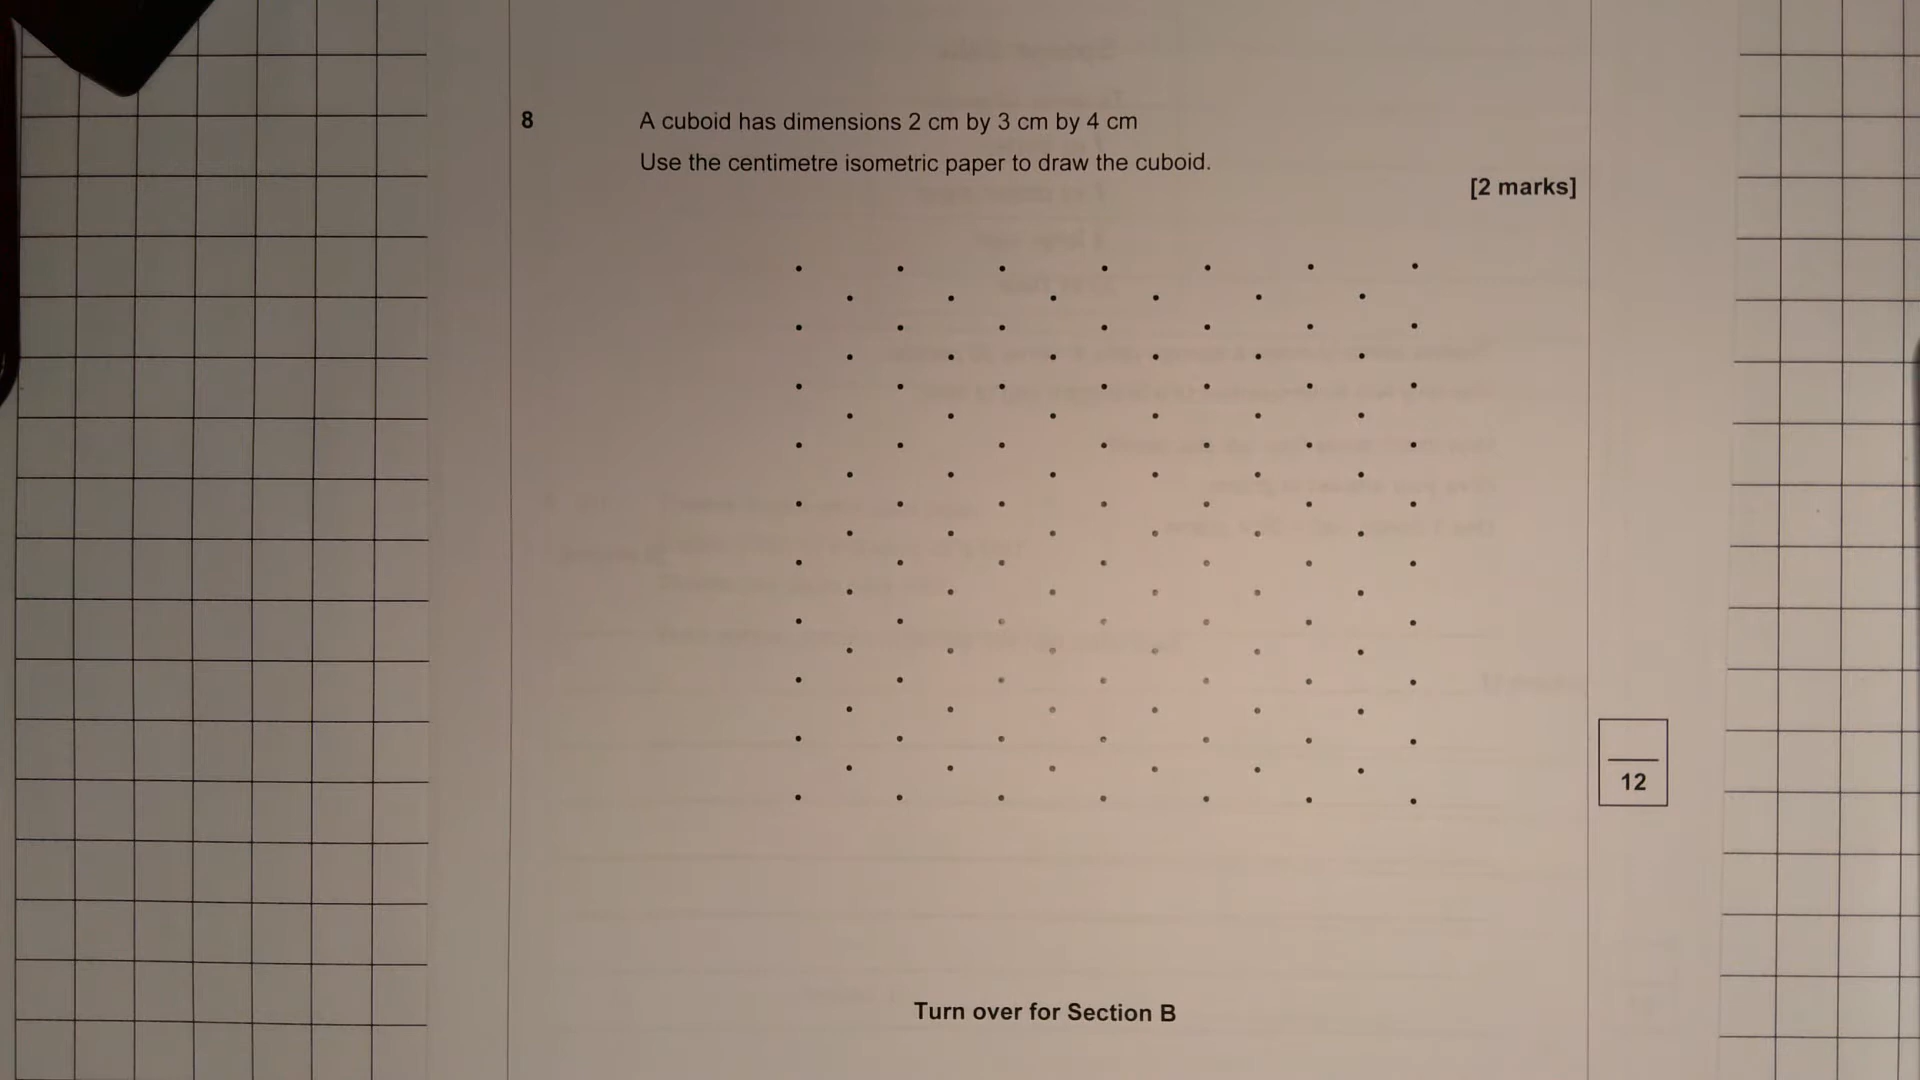 8 A cuboid has dimensions 2 cm by 3 cm by 4 cm
Use the centimetre isometric paper to draw the cuboid.
[2 marks]
12
Turn over for Section B